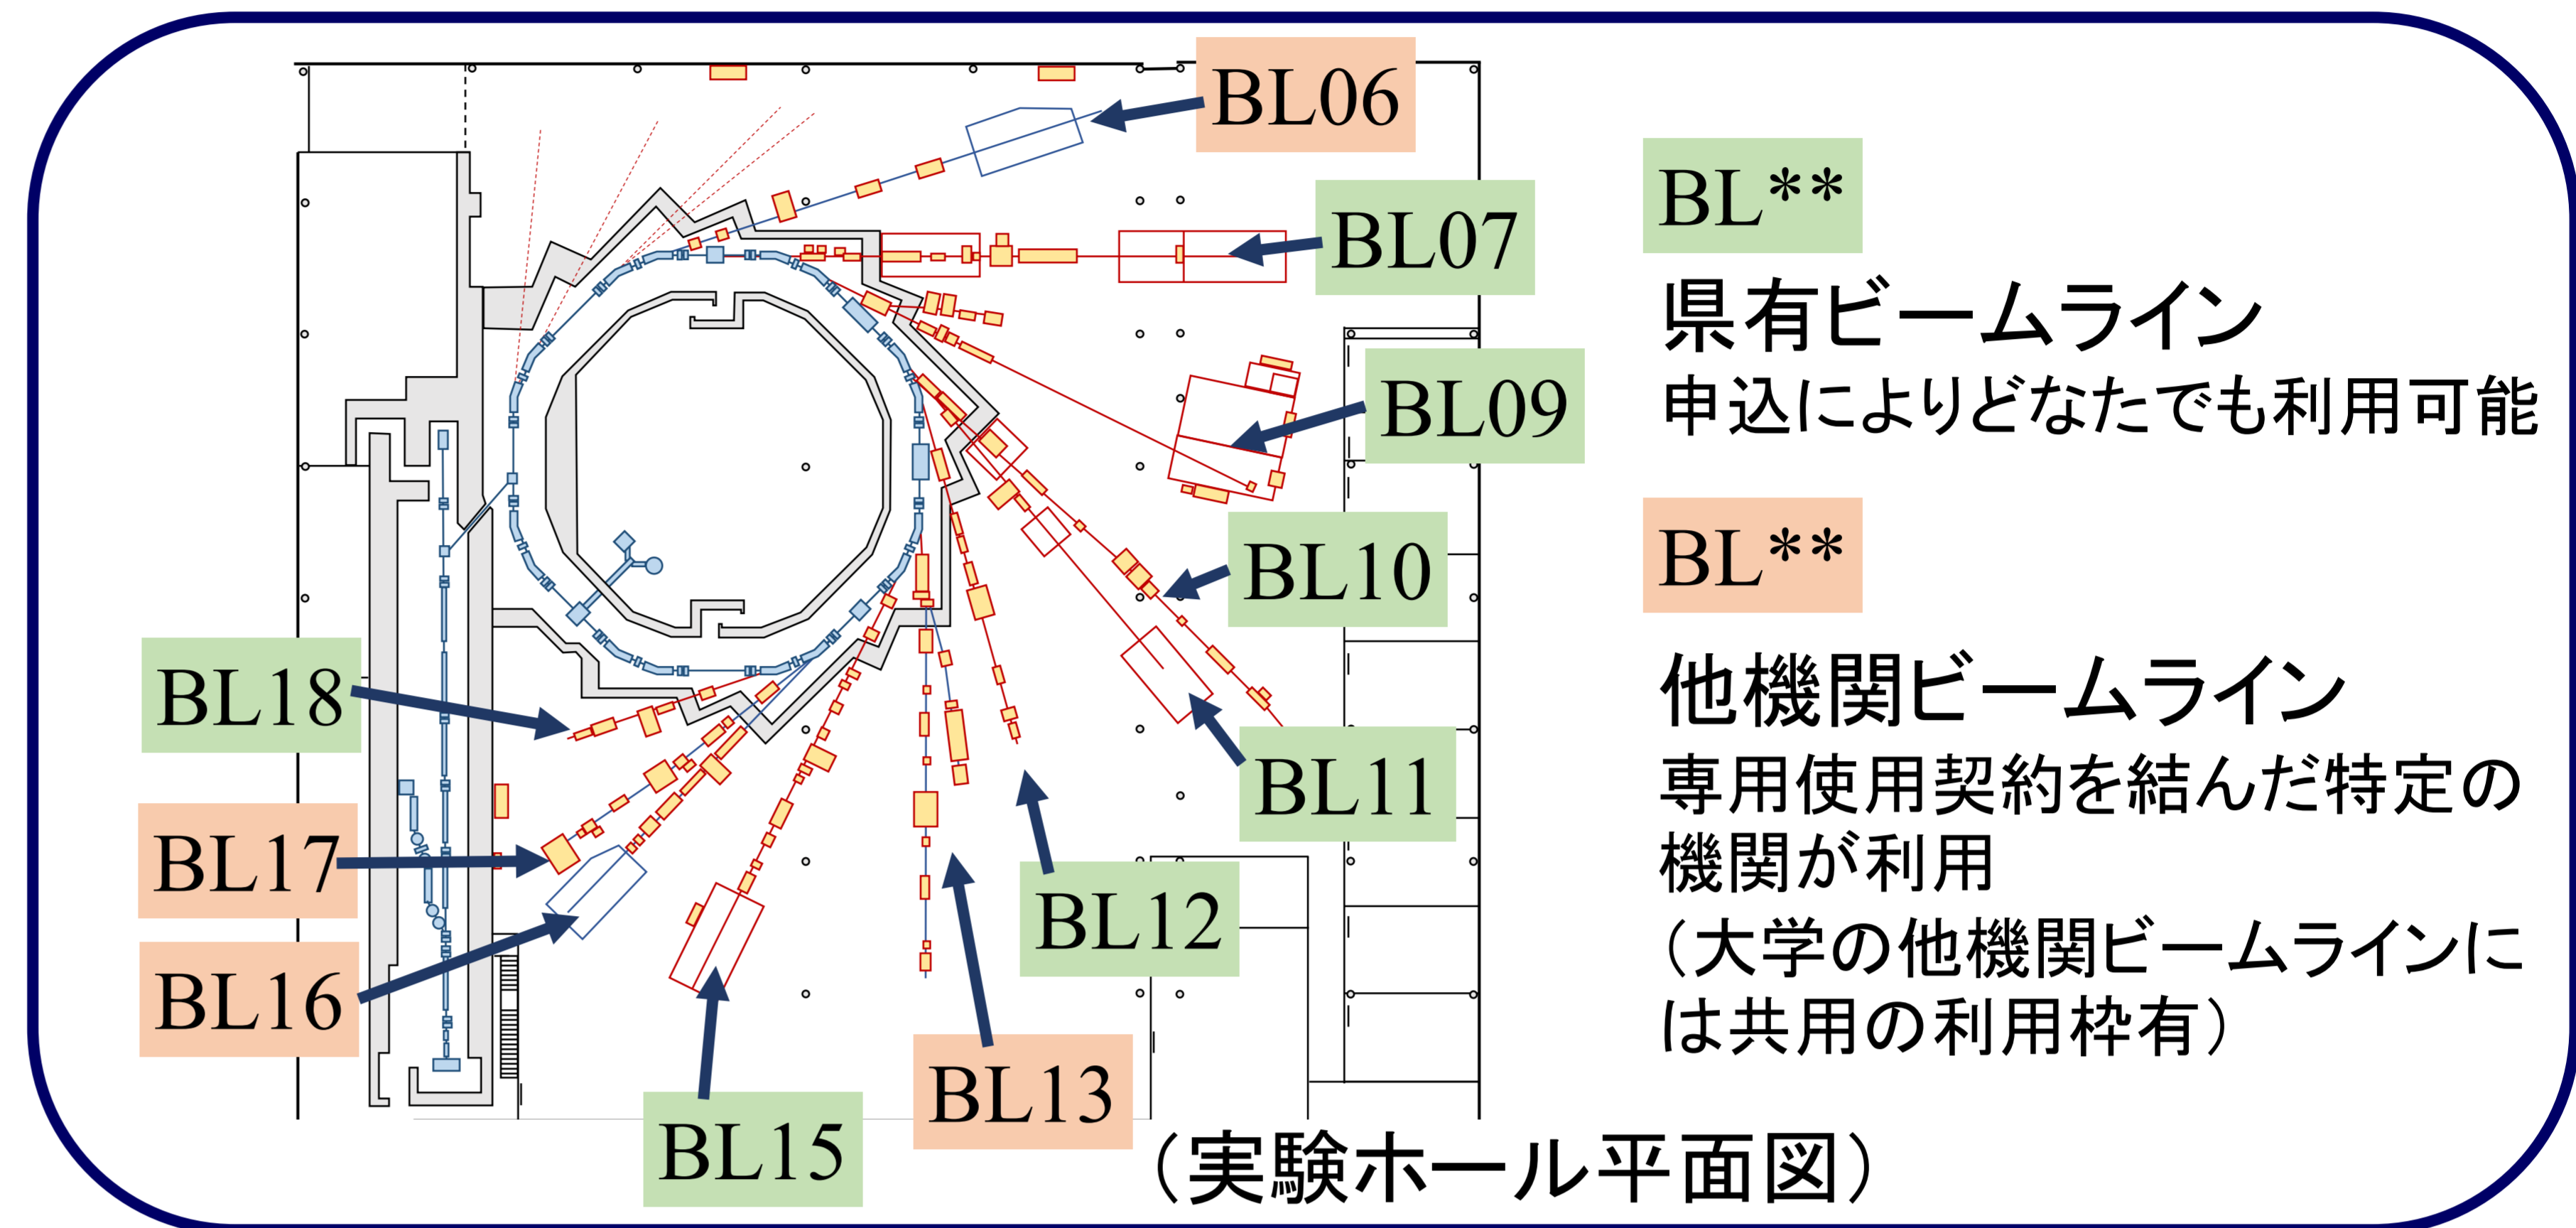 BL06
BL07
BL09
BL10
BL11
BL12
BL13
BL15
BL16
BL17
BL18
BL**
県有ビームライン
申込によりどなたでも利用可能
BL**
他機関ビームライン
専用使用契約を結んだ特定の
機関が利用
（大学の他機関ビームラインに
は共用の利用枠有）
（実験ホール平面図）